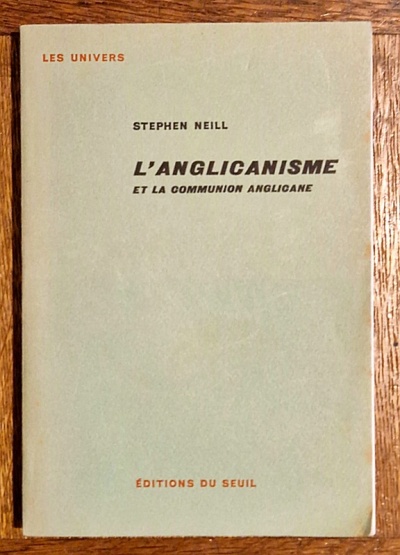 LES UNIVERS
STEPHEN NEILL
L'ANGLICANISME
ET LA COMMUNION ANGLICANE
ÉDITIONS DU SEUIL